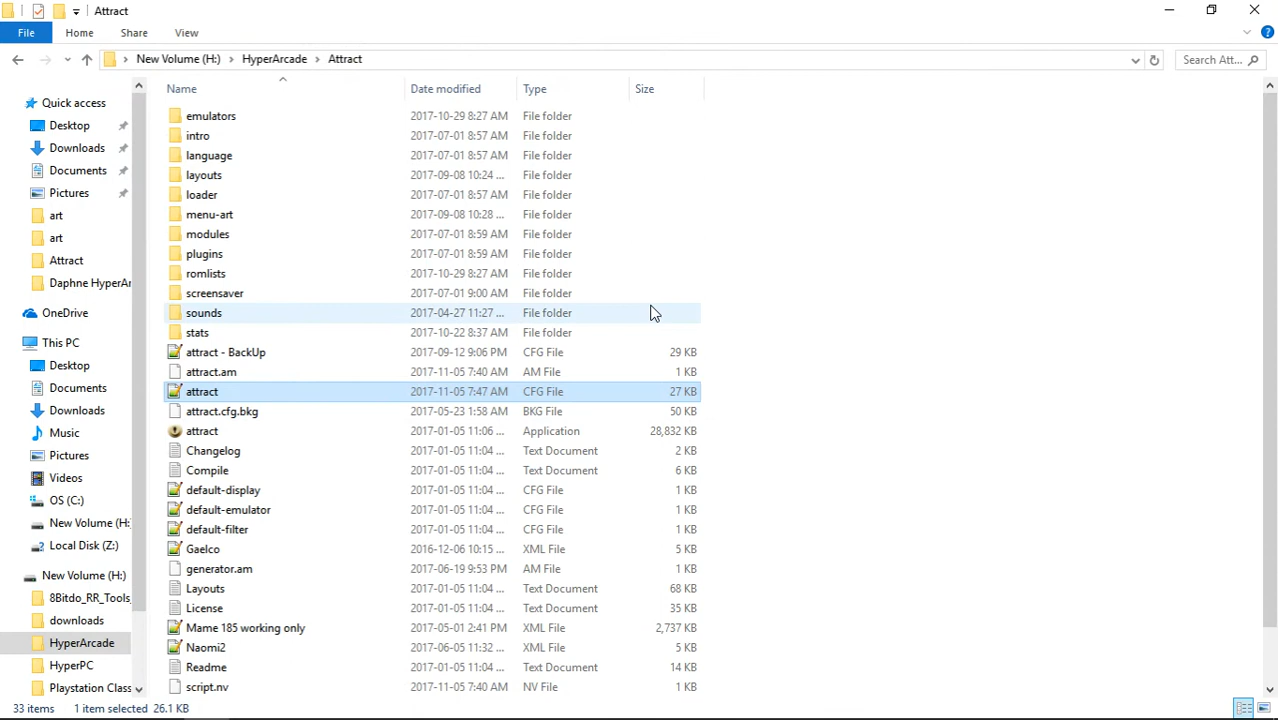 Attract
File Home Share View
New Volume (H:) HyperArcade Attract Search Att...
Name Date modified Type Size
Quick access
Desktop
Downloads
Documents
Pictures
art
art
Attract
Daphne HyperAr
OneDrive
This PC
Desktop
Documents
Downloads
Music
Pictures
Videos
OS (C:)
New Volume (H:
Local Disk (Z:)
New Volume (H:)
8Bitdo_RR_Tools_
downloads
HyperArcade
HyperPC
Playstation Class
emulators 2017-10-29 8:27 AM File folder
intro 2017-07-01 8:57 AM File folder
language 2017-07-01 8:57 AM File folder
layouts 2017-09-08 10:24 ... File folder
loader 2017-07-01 8:57 AM File folder
menu-art 2017-09-08 10:28 ... File folder
modules 2017-07-01 8:59 AM File folder
plugins 2017-07-01 8:59 AM File folder
romlists 2017-10-29 8:27 AM File folder
screensaver 2017-07-01 9:00 AM File folder
sounds 2017-04-27 11:27 ... File folder
stats 2017-10-22 8:37 AM File folder
attract - BackUp 2017-09-12 9:06 PM CFG File 29 KB
attract.am 2017-11-05 7:40 AM AM File 1 KB
attract 2017-11-05 7:47 AM CFG File 27 KB
attract.cfg.bkg 2017-05-23 1:58 AM BKG File 50 KB
attract 2017-01-05 11:06 ... Application 28,832 KB
Changelog 2017-01-05 11:04 ... Text Document 2 KB
Compile 2017-01-05 11:04 ... Text Document 6 KB
default-display 2017-01-05 11:04 ... CFG File 1 KB
default-emulator 2017-01-05 11:04 ... CFG File 1 KB
default-filter 2017-01-05 11:04 ... CFG File 1 KB
Gaelco 2016-12-06 10:15 ... XML File 5 KB
generator.am 2017-06-19 9:53 PM AM File 1 KB
Layouts 2017-01-05 11:04 ... Text Document 68 KB
License 2017-01-05 11:04 ... Text Document 35 KB
Mame 185 working only 2017-05-01 2:41 PM XML File 2,737 KB
Naomi2 2017-06-05 11:32 ... XML File 5 KB
Readme 2017-01-05 11:04 ... Text Document 14 KB
script.nv 2017-11-05 7:40 AM NV File 1 KB
33 items 1 item selected 26.1 KB